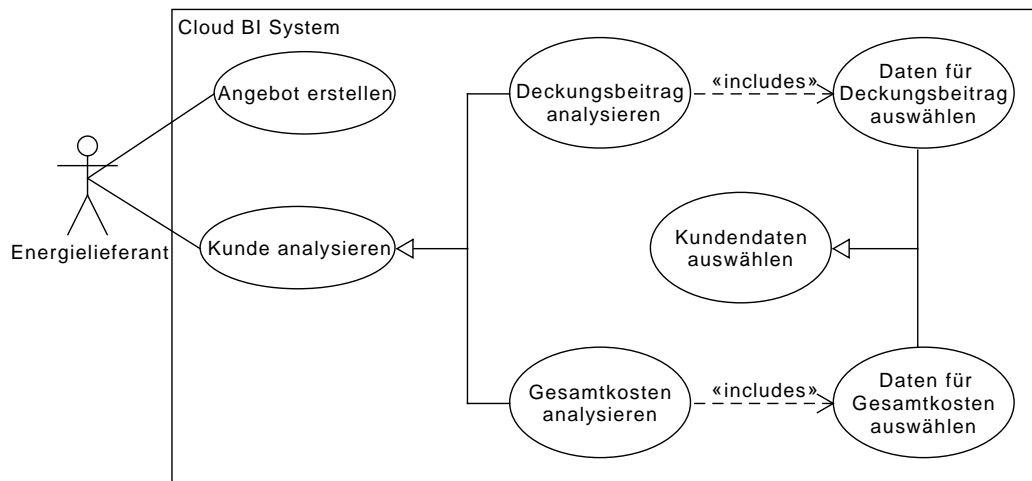 Cloud BI System
Angebot erstellen
Deckungsbeitrag
analysieren
«includes»
Daten für
Deckungsbeitrag
auswählen
Energielieferant
Kunde analysieren
Kundendaten
auswählen
Gesamtkosten
analysieren
«includes»
Daten für
Gesamtkosten
auswählen